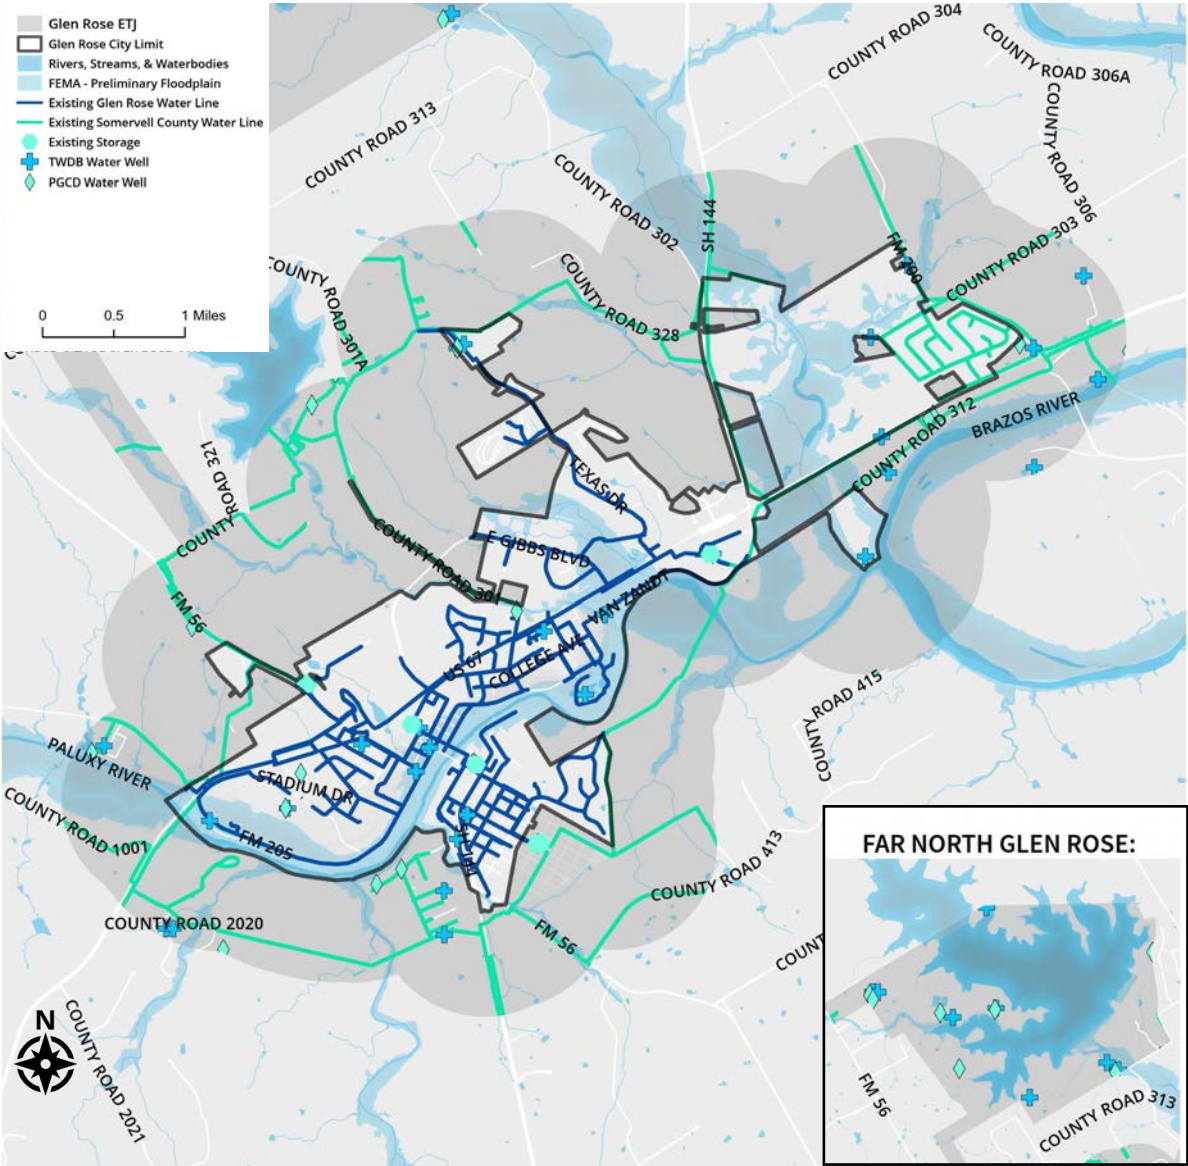 Glen Rose ETJ
Glen Rose City Limit
Rivers, Streams, & Waterbodies
FEMA - Preliminary Floodplain
Existing Glen Rose Water Line
Existing Somervell County Water Line
Existing Storage
TWDB Water Well
PGCD Water Well
0 0.5 1 Miles
COUNTY ROAD 304
COUNTY ROAD 306A
COUNTY ROAD 313
COUNTY ROAD 306
COUNTY ROAD 302
SH 144
FM 200
COUNTY ROAD 303
COUNTY ROAD 301A
COUNTY ROAD 328
COUNTY ROAD 312
BRAZOS RIVER
COUNTY ROAD 321
TEXAS DR
E GIBBS BLVD
COUNTY ROAD 301
VAN ZANDT
FM 56
US 67
COLLEGE AVE
COUNTY ROAD 415
PALUXY RIVER
STADIUM DR
COUNTY ROAD 1001
FM 205
SH 144
COUNTY ROAD 413
COUNTY ROAD 2020
FM 56
COUNT
COUNTY ROAD 2021
N
FAR NORTH GLEN ROSE:
FM 56
COUNTY ROAD 313